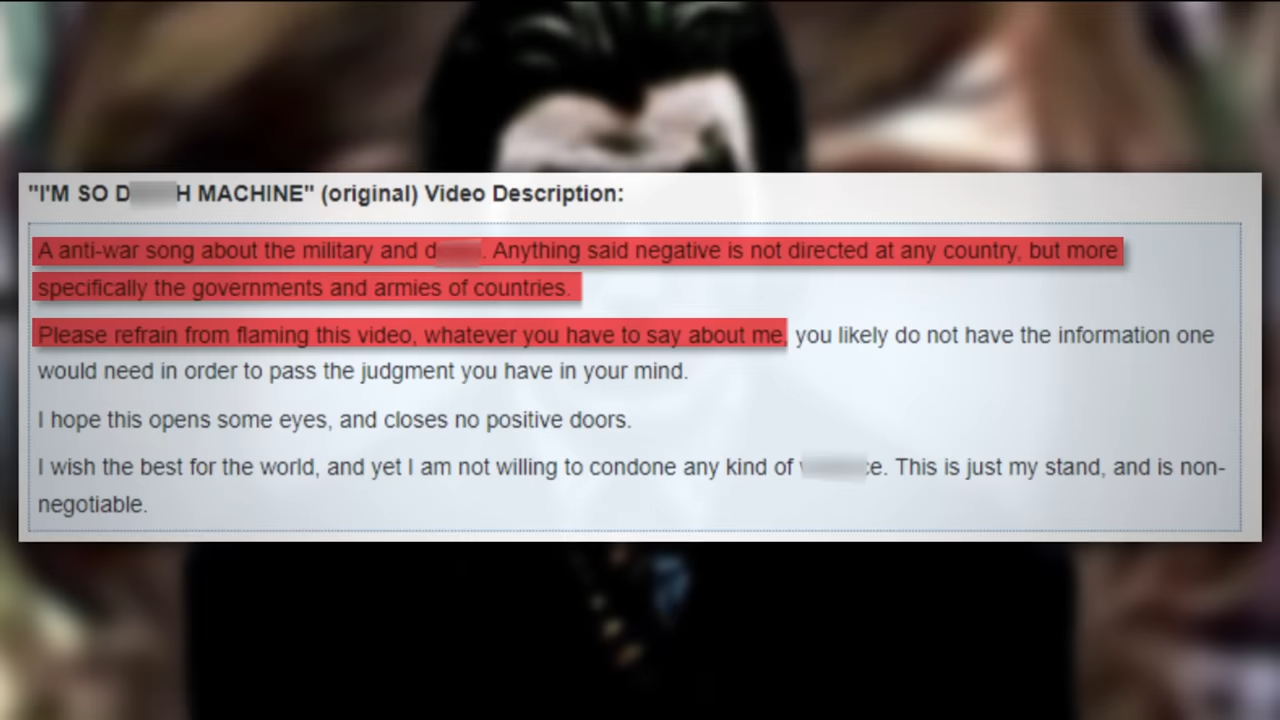 "I'M SO D H MACHINE" (original) Video Description:
A anti-war song about the military and d . Anything said negative is not directed at any country, but more
specifically the governments and armies of countries.
Please refrain from flaming this video, whatever you have to say about me, you likely do not have the information one
would need in order to pass the judgment you have in your mind.
I hope this opens some eyes, and closes no positive doors.
I wish the best for the world, and yet I am not willing to condone any kind of . This is just my stand, and is non-
negotiable.